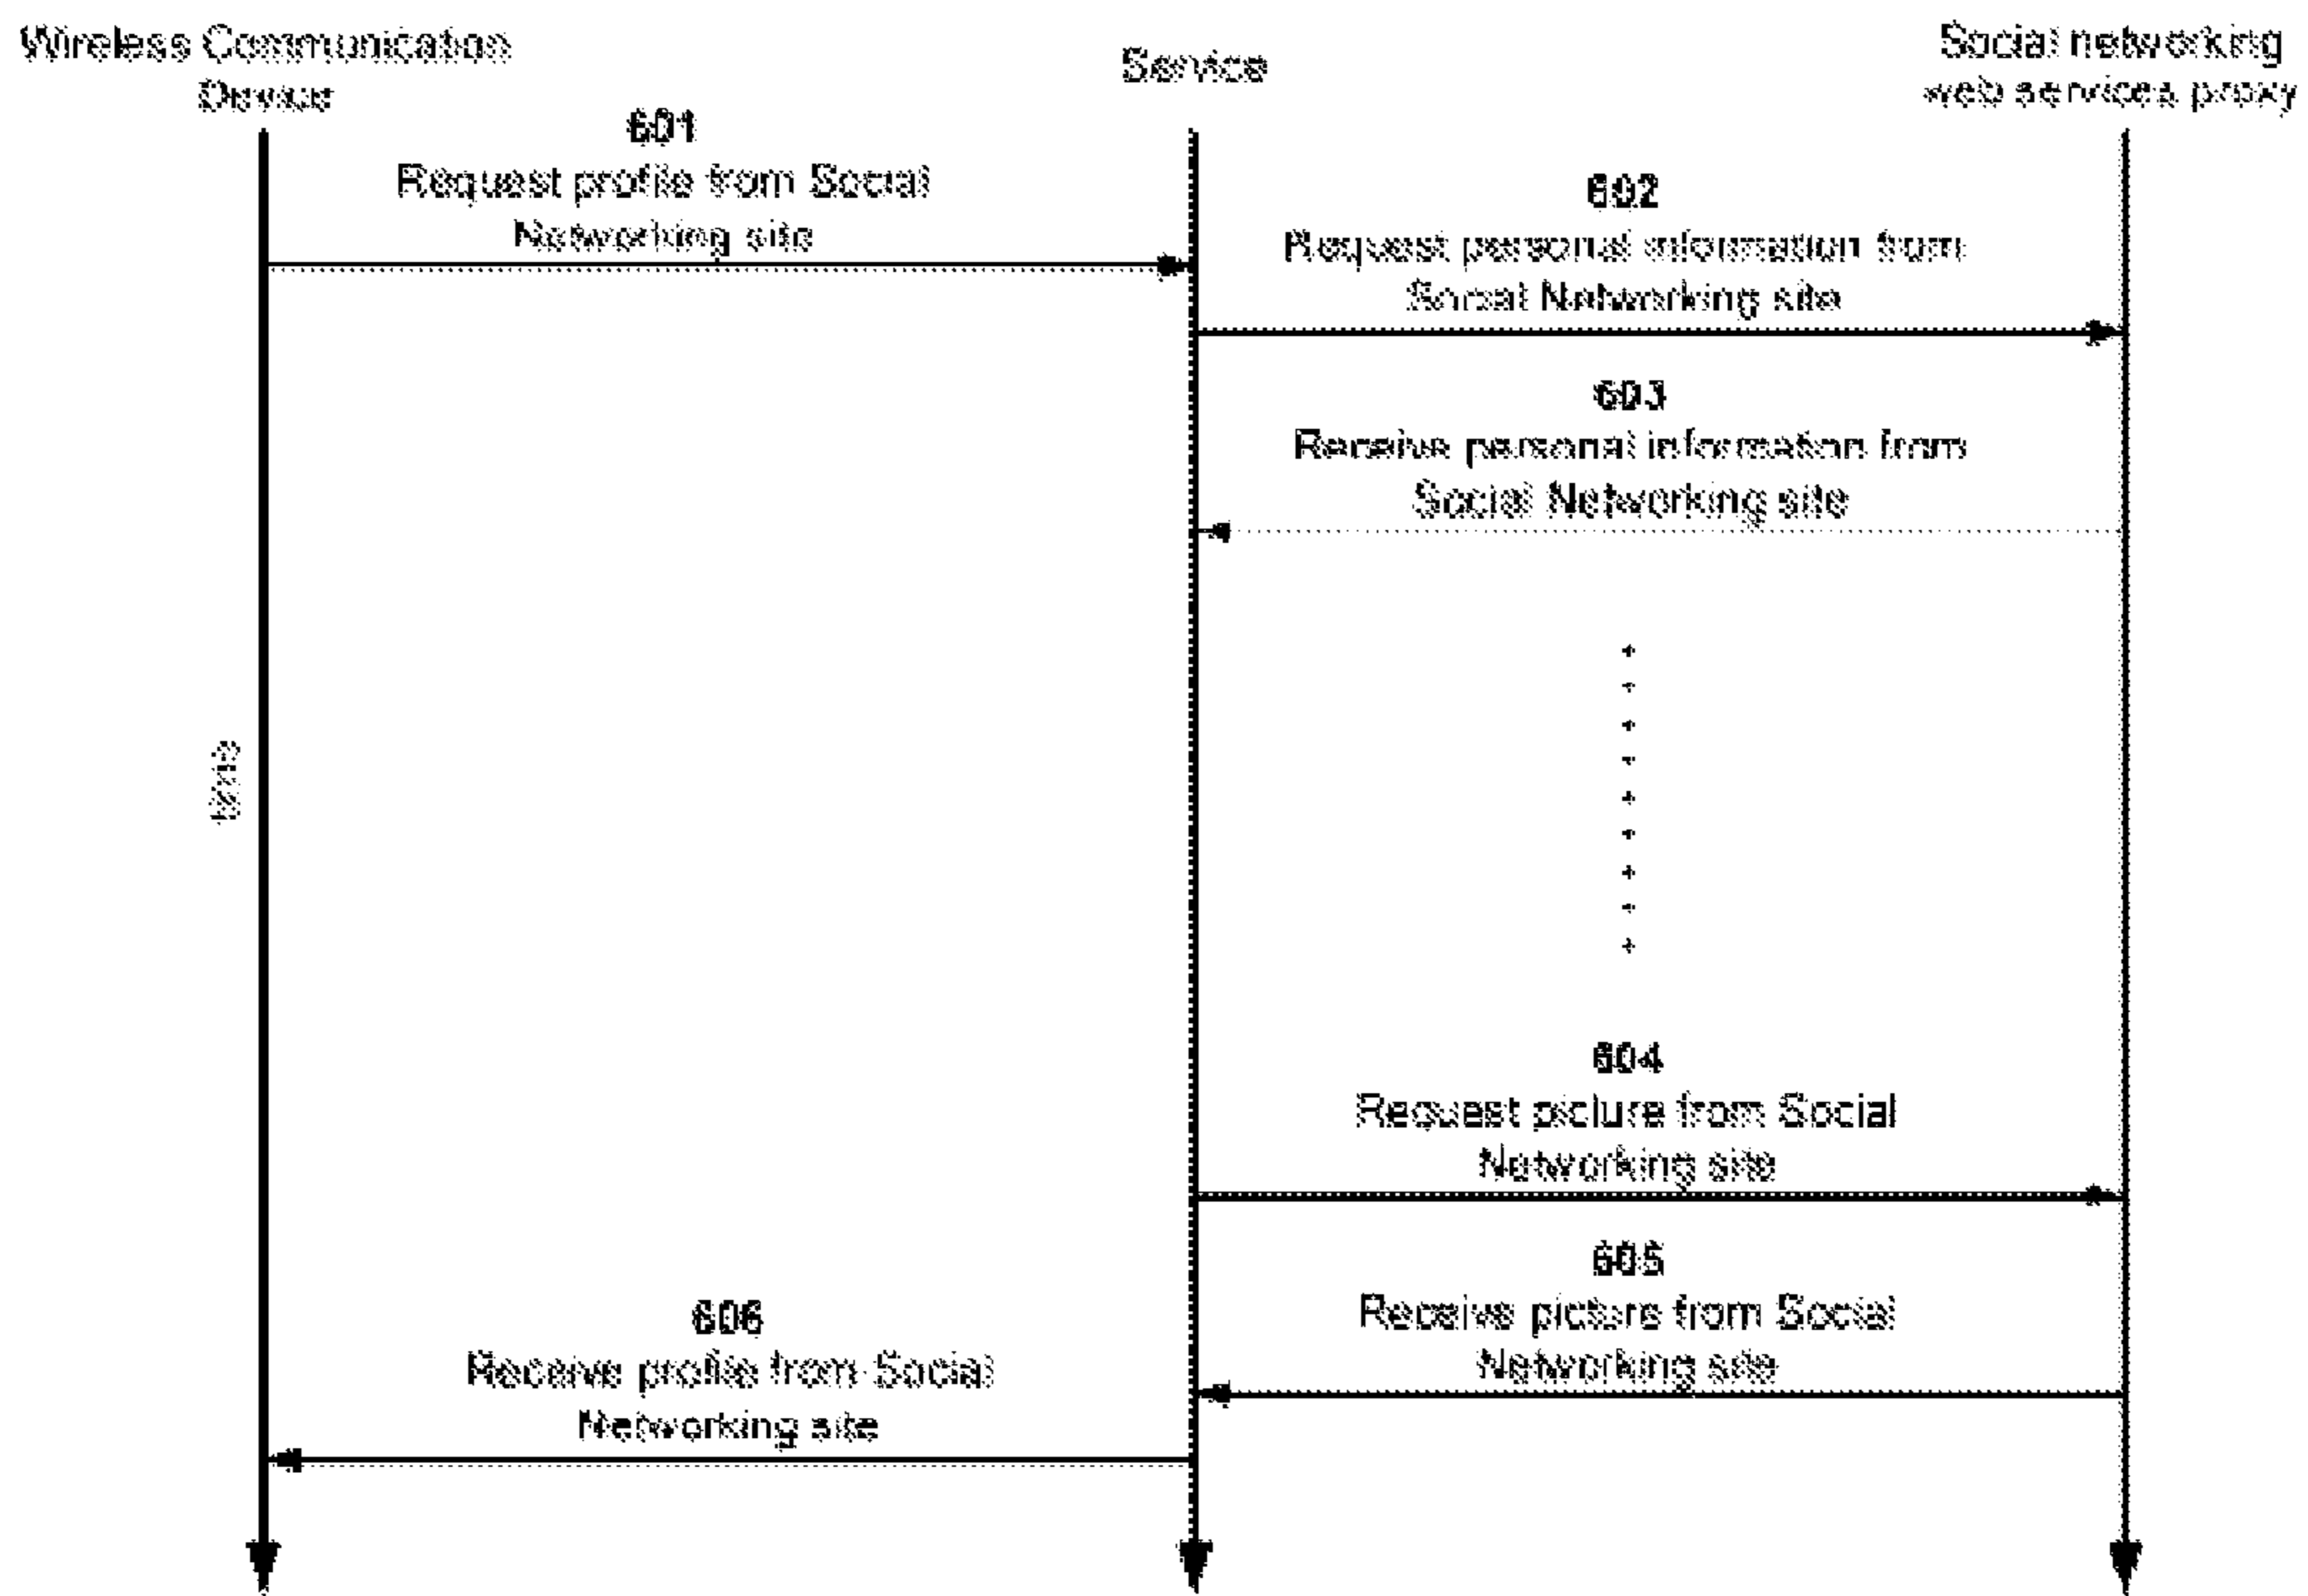 Wireless Communication
Device
Service
Social networking
web services proxy
601
Request profile from Social
Networking site
602
Request personal information from
Social Networking site
603
Receive personal information from
Social Networking site
time
604
Request picture from Social
Networking site
605
Receive picture from Social
Networking site
606
Receive profile from Social
Networking site